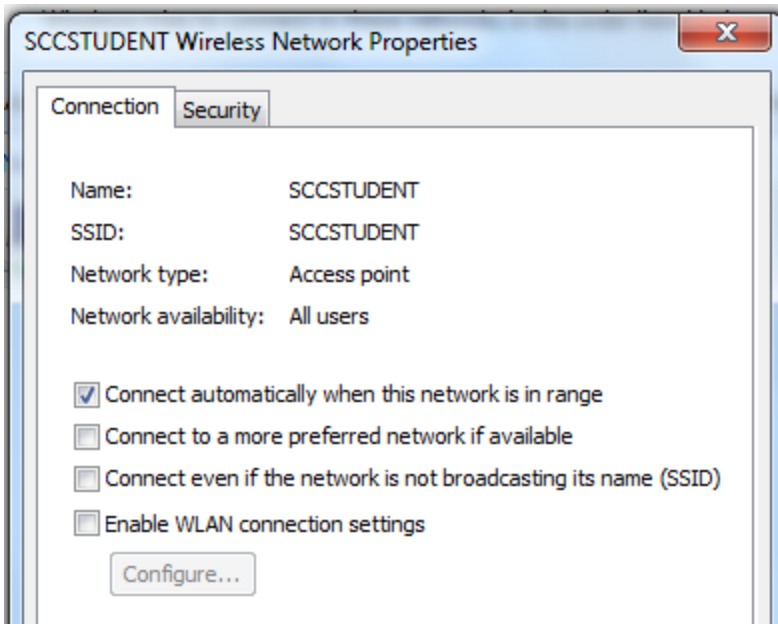 SCCSTUDENT Wireless Network Properties
Connection
Security
Name: SCCSTUDENT
SSID: SCCSTUDENT
Network type: Access point
Network availability: All users
Connect automatically when this network is in range
Connect to a more preferred network if available
Connect even if the network is not broadcasting its name (SSID)
Enable WLAN connection settings
Configure...